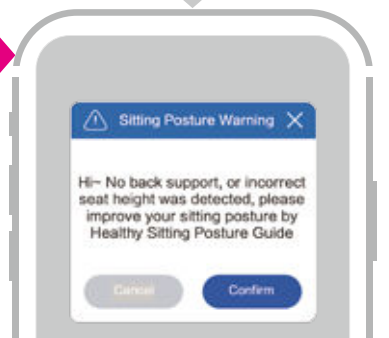 Sitting Posture Warning
Hi~ No back support, or incorrect
seat height was detected, please
improve your sitting posture by
Healthy Sitting Posture Guide
Cancel Confirm